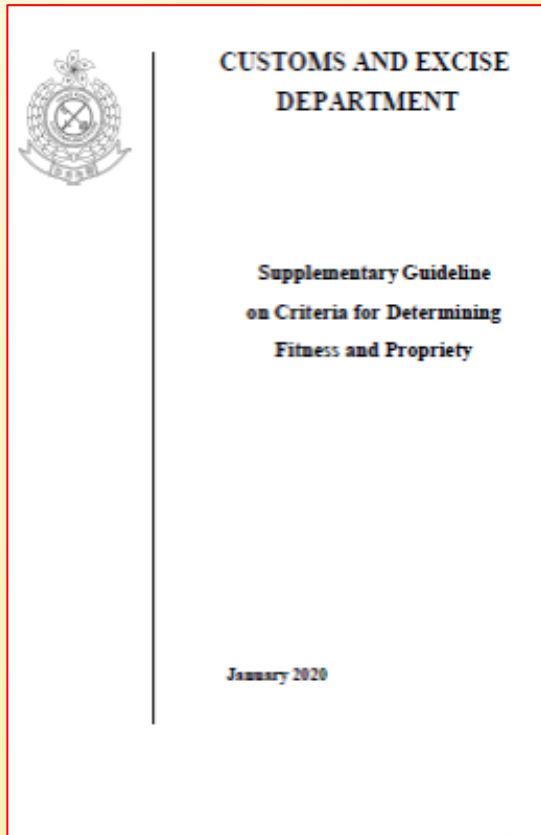 CUSTOMS AND EXCISE
DEPARTMENT
Supplementary Guideline
on Criteria for Determining
Fitness and Propriety
January 2020